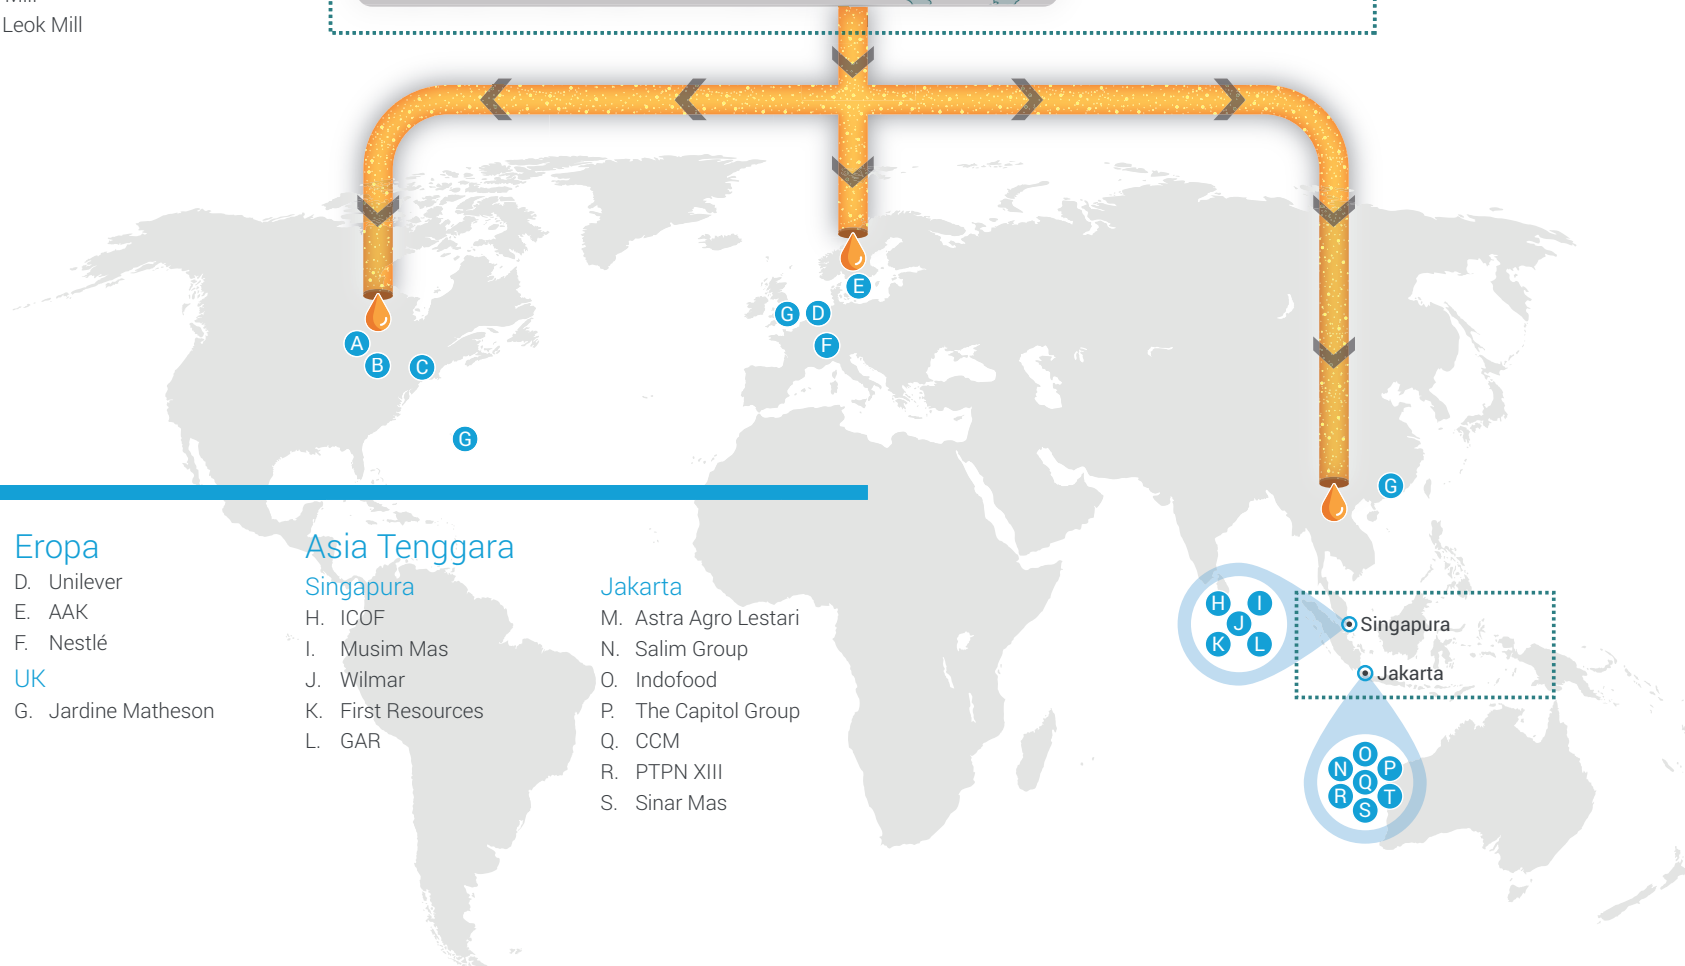 Leok Mill
A
B
C
G
G
D
E
F
G
Eropa
D. Unilever
E. AAK
F. Nestlé
UK
G. Jardine Matheson
Asia Tenggara
Singapura
H. ICOF
I. Musim Mas
J. Wilmar
K. First Resources
L. GAR
Jakarta
M. Astra Agro Lestari
N. Salim Group
O. Indofood
P. The Capitol Group
Q. CCM
R. PTPN XIII
S. Sinar Mas
H I
J
K L
Singapura
Jakarta
O
N P
Q
R T
S